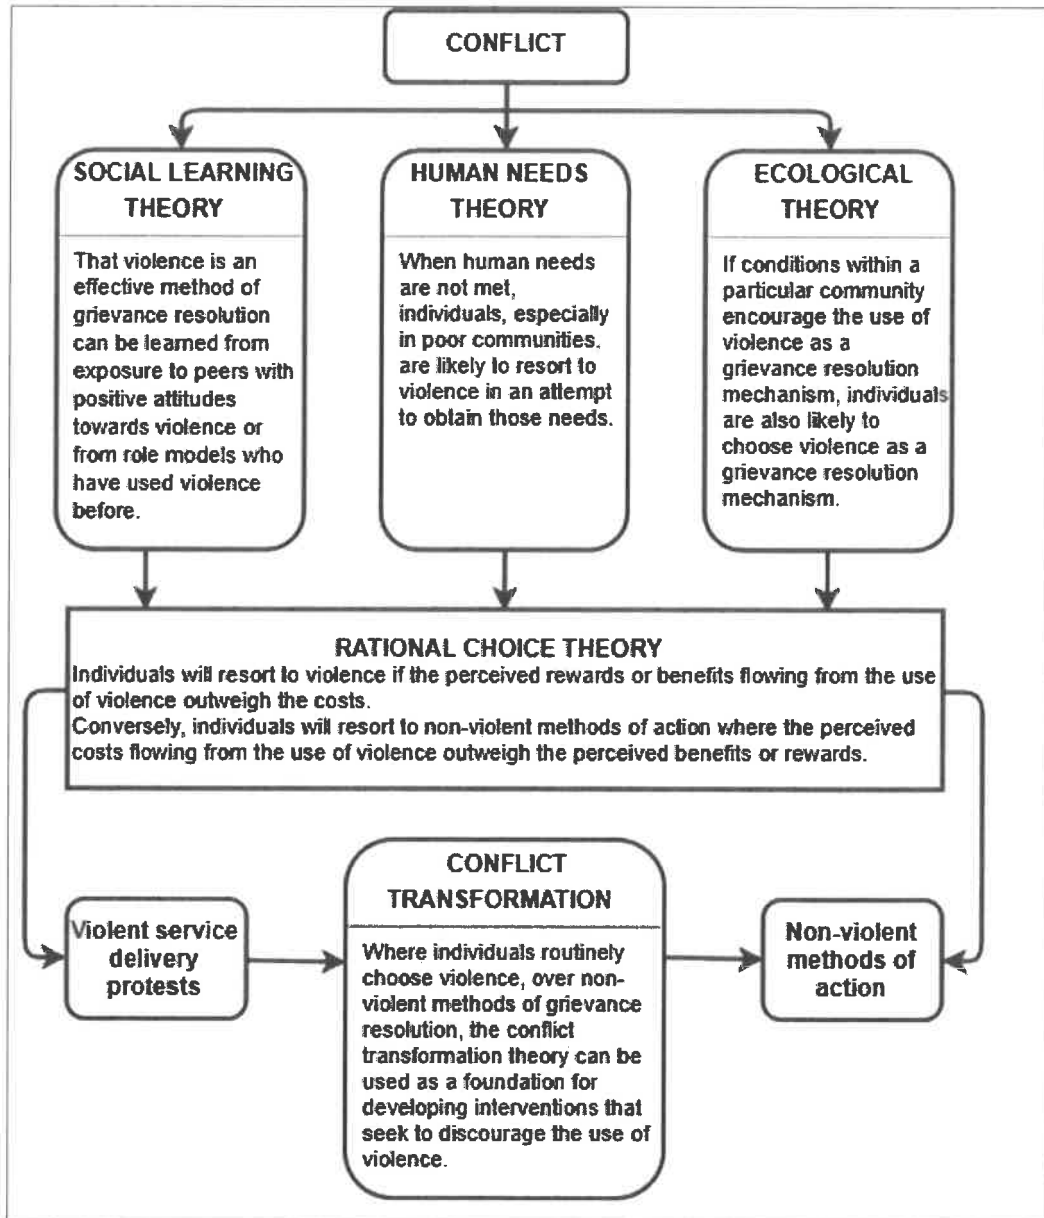 CONFLICT
SOCIAL LEARNING
THEORY
That violence is an
effective method of
grievance resolution
can be learned from
exposure to peers with
positive attitudes
towards violence or
from role models who
have used violence
before.
HUMAN NEEDS
THEORY
When human needs
are not met,
individuals, especially
in poor communities,
are likely to resort to
violence in an attempt
to obtain those needs.
ECOLOGICAL
THEORY
If conditions within a
particular community
encourage the use of
violence as a
grievance resolution
mechanism, individuals
are also likely to
choose violence as a
grievance resolution
mechanism.
RATIONAL CHOICE THEORY
Individuals will resort to violence if the perceived rewards or benefits flowing from the use
of violence outweigh the costs.
Conversely, individuals will resort to non-violent methods of action where the perceived
costs flowing from the use of violence outweigh the perceived benefits or rewards.
Violent service
delivery
protests
CONFLICT
TRANSFORMATION
Where individuals routinely
choose violence, over non-
violent methods of grievance
resolution, the conflict
transformation theory can be
used as a foundation for
developing interventions that
seek to discourage the use of
violence.
Non-violent
methods of
action